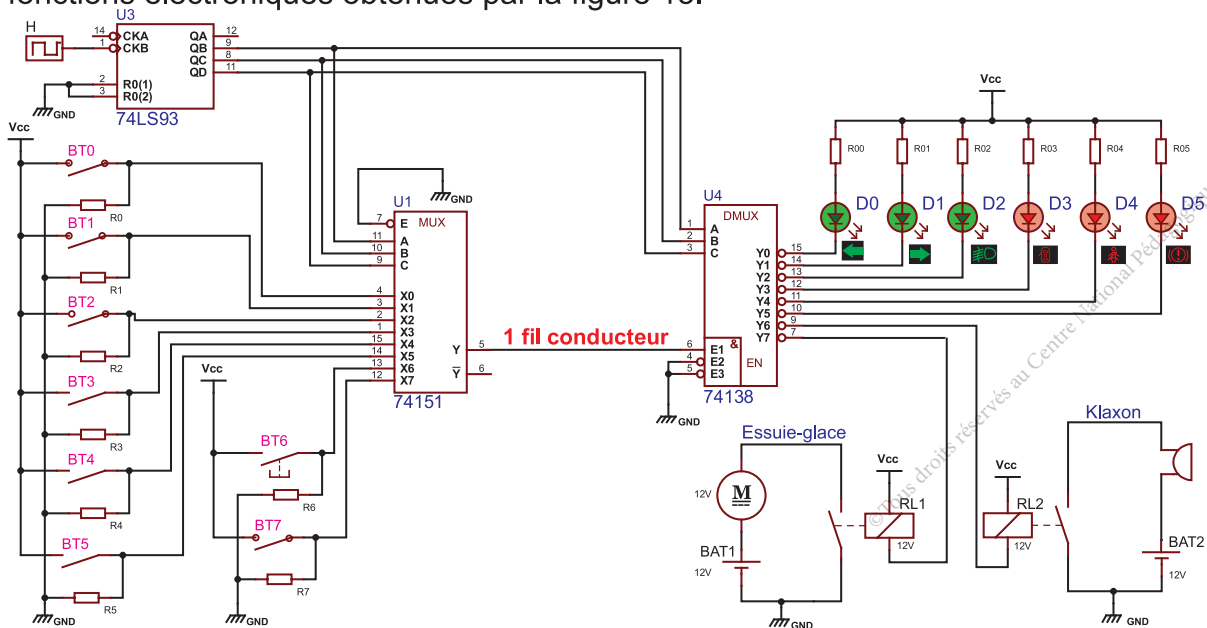 fonctions électroniques obtenues par la figure 16.
U3
H
14 CKA QA 12
1 CKB QB 9
QC 8
QD 11
2 R0(1)
3 R0(2)
GND
74LS93
Vcc
BT0
R0
BT1
R1
BT2
R2
BT3
R3
BT4
R4
BT5
R5
GND
GND
U1
7 E MUX
11 A
10 B
9 C
4 X0
3 X1
2 X2
1 X3
15 X4
14 X5
13 X6
12 X7
Y 5
Y 6
74151
Vcc
BT6
R6
BT7
R7
GND
1 fil conducteur
U4
DMUX
1 A
2 B
3 C
Y0 15
Y1 14
Y2 13
Y3 12
Y4 11
Y5 10
Y6 9
Y7 7
6 E1 &
4 E2 EN
5 E3
74138
GND
Vcc
R00 R01 R02 R03 R04 R05
D0 D1 D2 D3 D4 D5
Essuie-glace
12V M
BAT1
12V
Vcc
RL1
12V
GND
Klaxon
Vcc
RL2
12V
BAT2
12V
GND
©Tous droits réservés au Centre National Pédagogique